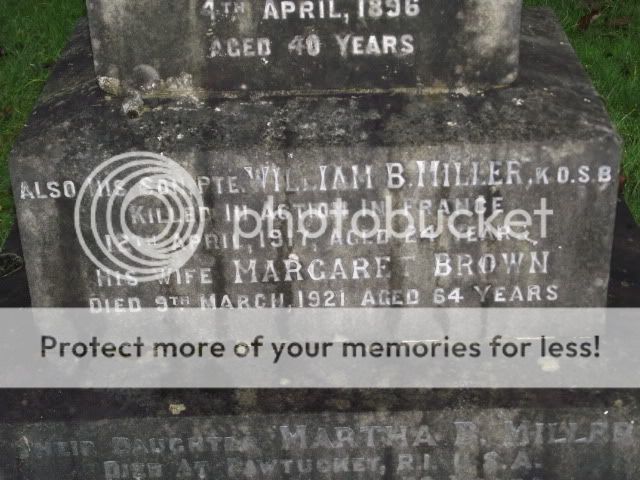 4TH APRIL, 1896
AGED 40 YEARS
ALSO HIS SON PTE. WILLIAM B. MILLER, K.O.S.B
KILLED IN ACTION IN FRANCE
12TH APRIL, 1917, AGED 24 YEARS,
HIS WIFE MARGARET BROWN
DIED 9TH MARCH, 1921 AGED 64 YEARS
photobucket
Protect more of your memories for less!
THEIR DAUGHTER MARTHA B. MILLER
DIED AT PAWTUCKET, R.I. U.S.A.